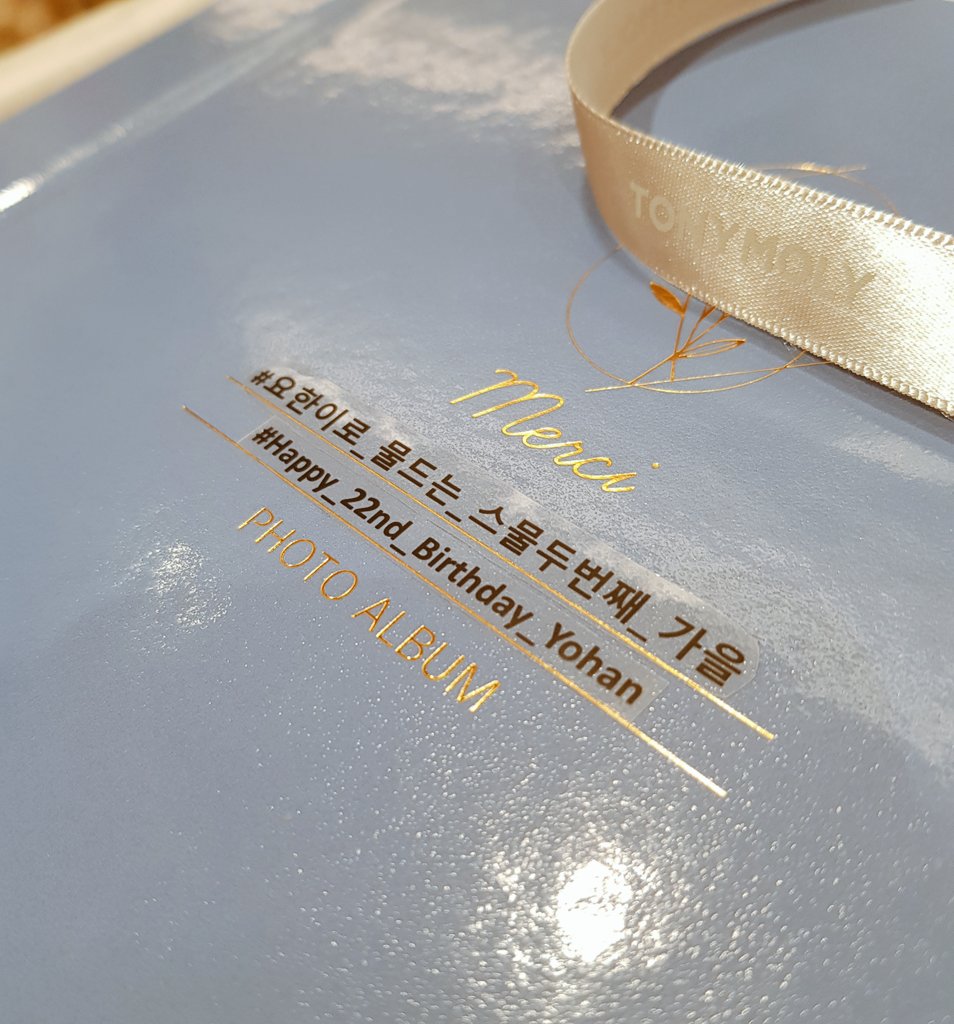 TONYMOLY
Merci
#요한이로_물드는_스물두번째_가을
#Happy_22nd_Birthday_Yohan
PHOTO ALBUM